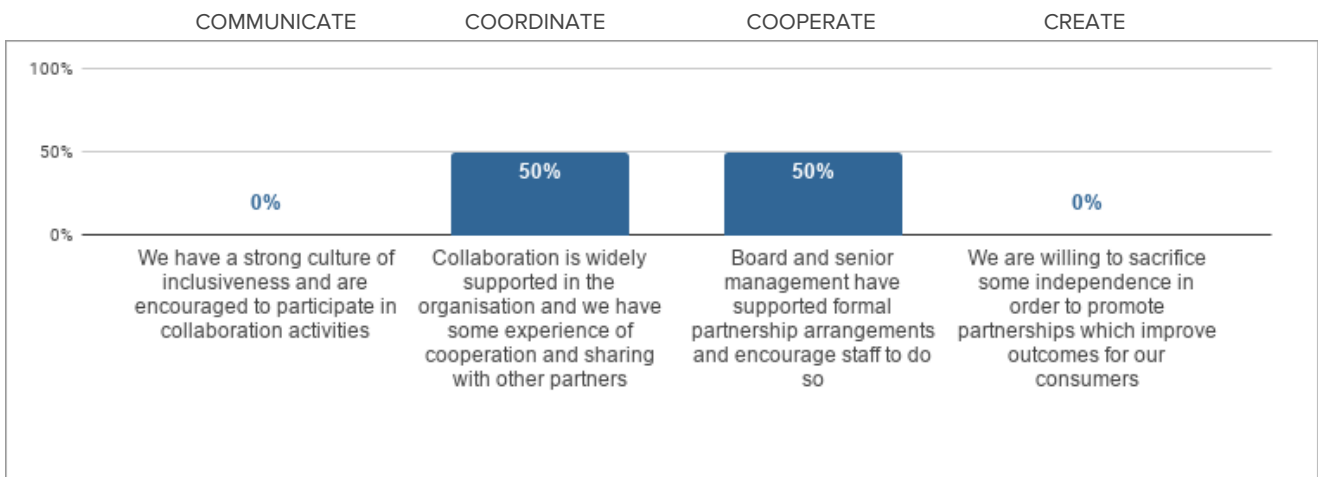 COMMUNICATE COORDINATE COOPERATE CREATE
100%
50%
0%
0%
50%
50%
0%
We have a strong culture of
inclusiveness and are
encouraged to participate in
collaboration activities
Collaboration is widely
supported in the
organisation and we have
some experience of
cooperation and sharing
with other partners
Board and senior
management have
supported formal
partnership arrangements
and encourage staff to do
so
We are willing to sacrifice
some independence in
order to promote
partnerships which improve
outcomes for our
consumers